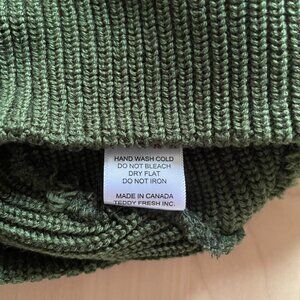 HAND WASH COLD
DO NOT BLEACH
DRY FLAT
DO NOT IRON
MADE IN CANADA
TEDDY FRESH INC.